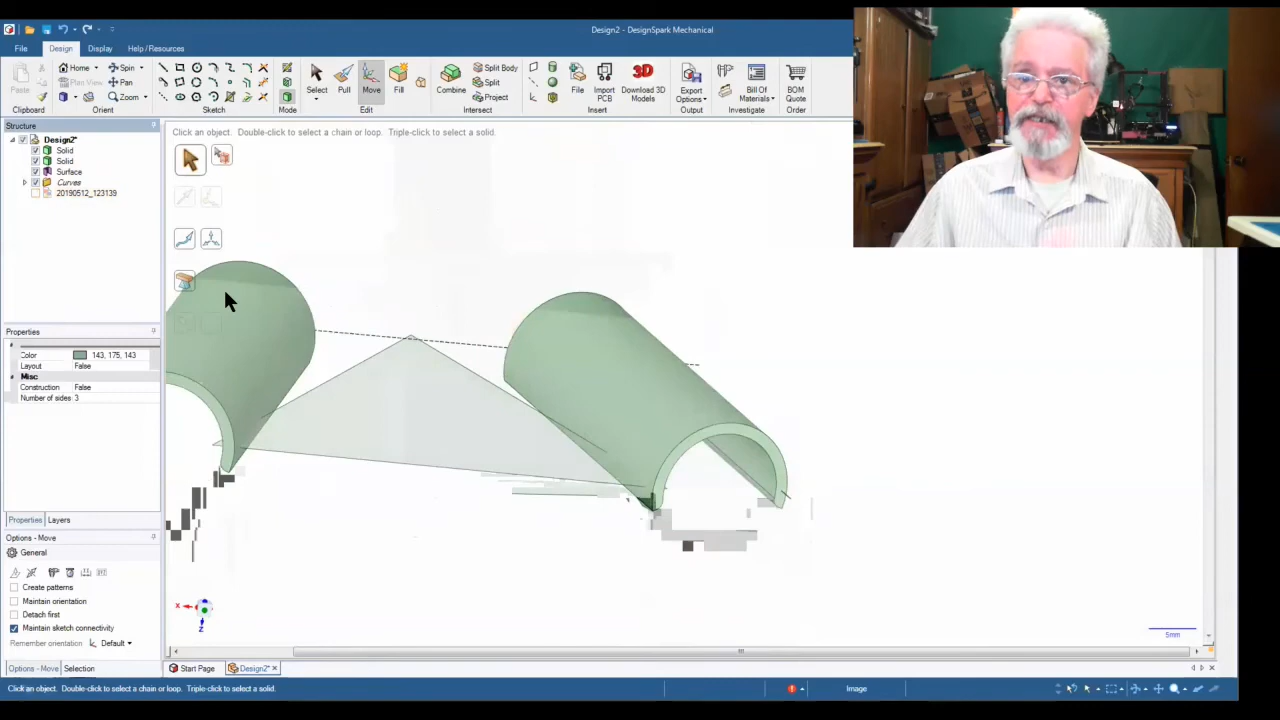 Design2 - DesignSpark Mechanical
File Design Display Help / Resources
Home Spin
Plan View Pan
Zoom
Paste
Select Pull Move Fill
Combine
Split Body
Split
Project
File Import PCB Download 3D Models
Export Options
Bill Of Materials
BOM Quote
Clipboard Orient Sketch Mode Edit Intersect Insert Output Investigate Order
Structure
Design2*
Solid
Solid
Surface
Curves
20190512_123139
Click an object. Double-click to select a chain or loop. Triple-click to select a solid.
Properties
Color 143, 175, 143
Layout False
Misc
Construction False
Number of sides 3
Properties Layers
Options - Move
General
Create patterns
Maintain orientation
Detach first
Maintain sketch connectivity
Remember orientation Default
Options - Move Selection
X
Z
5mm
Start Page Design2*
Click an object. Double-click to select a chain or loop. Triple-click to select a solid.
Image